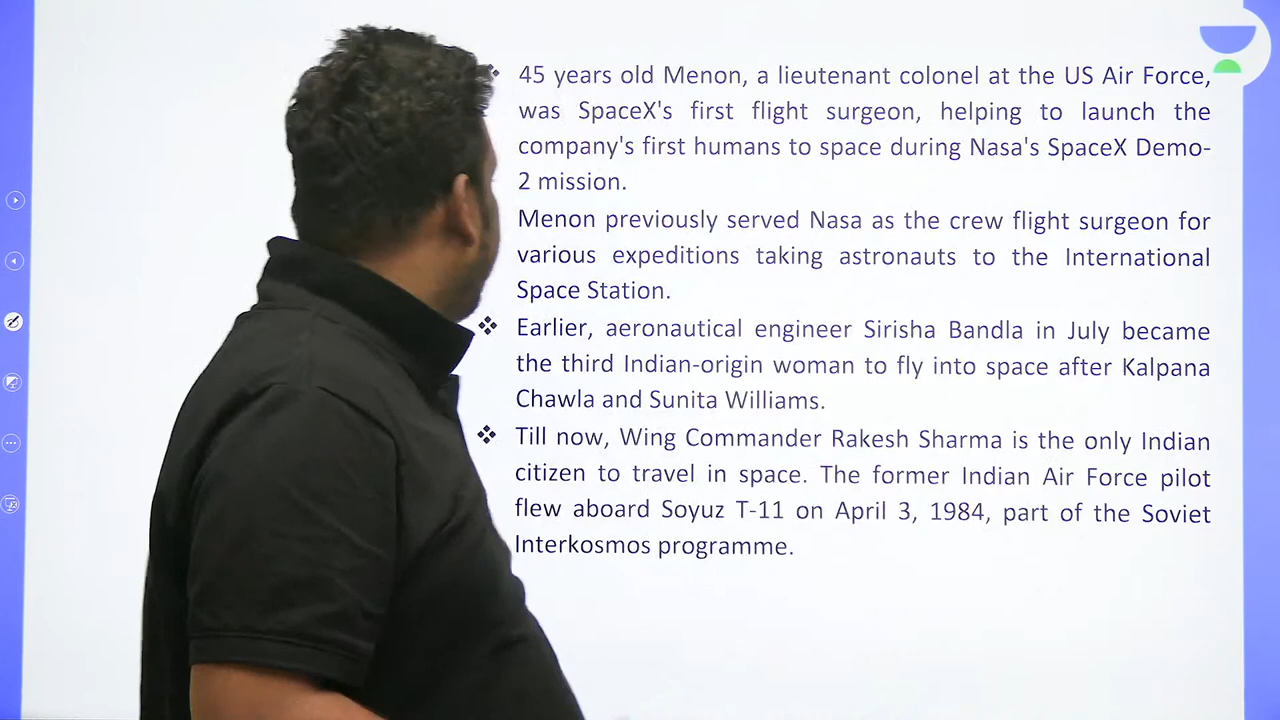 ❖ 45 years old Menon, a lieutenant colonel at the US Air Force,
was SpaceX's first flight surgeon, helping to launch the
company's first humans to space during Nasa's SpaceX Demo-
2 mission.
Menon previously served Nasa as the crew flight surgeon for
various expeditions taking astronauts to the International
Space Station.
❖ Earlier, aeronautical engineer Sirisha Bandla in July became
the third Indian-origin woman to fly into space after Kalpana
Chawla and Sunita Williams.
❖ Till now, Wing Commander Rakesh Sharma is the only Indian
citizen to travel in space. The former Indian Air Force pilot
flew aboard Soyuz T-11 on April 3, 1984, part of the Soviet
Interkosmos programme.